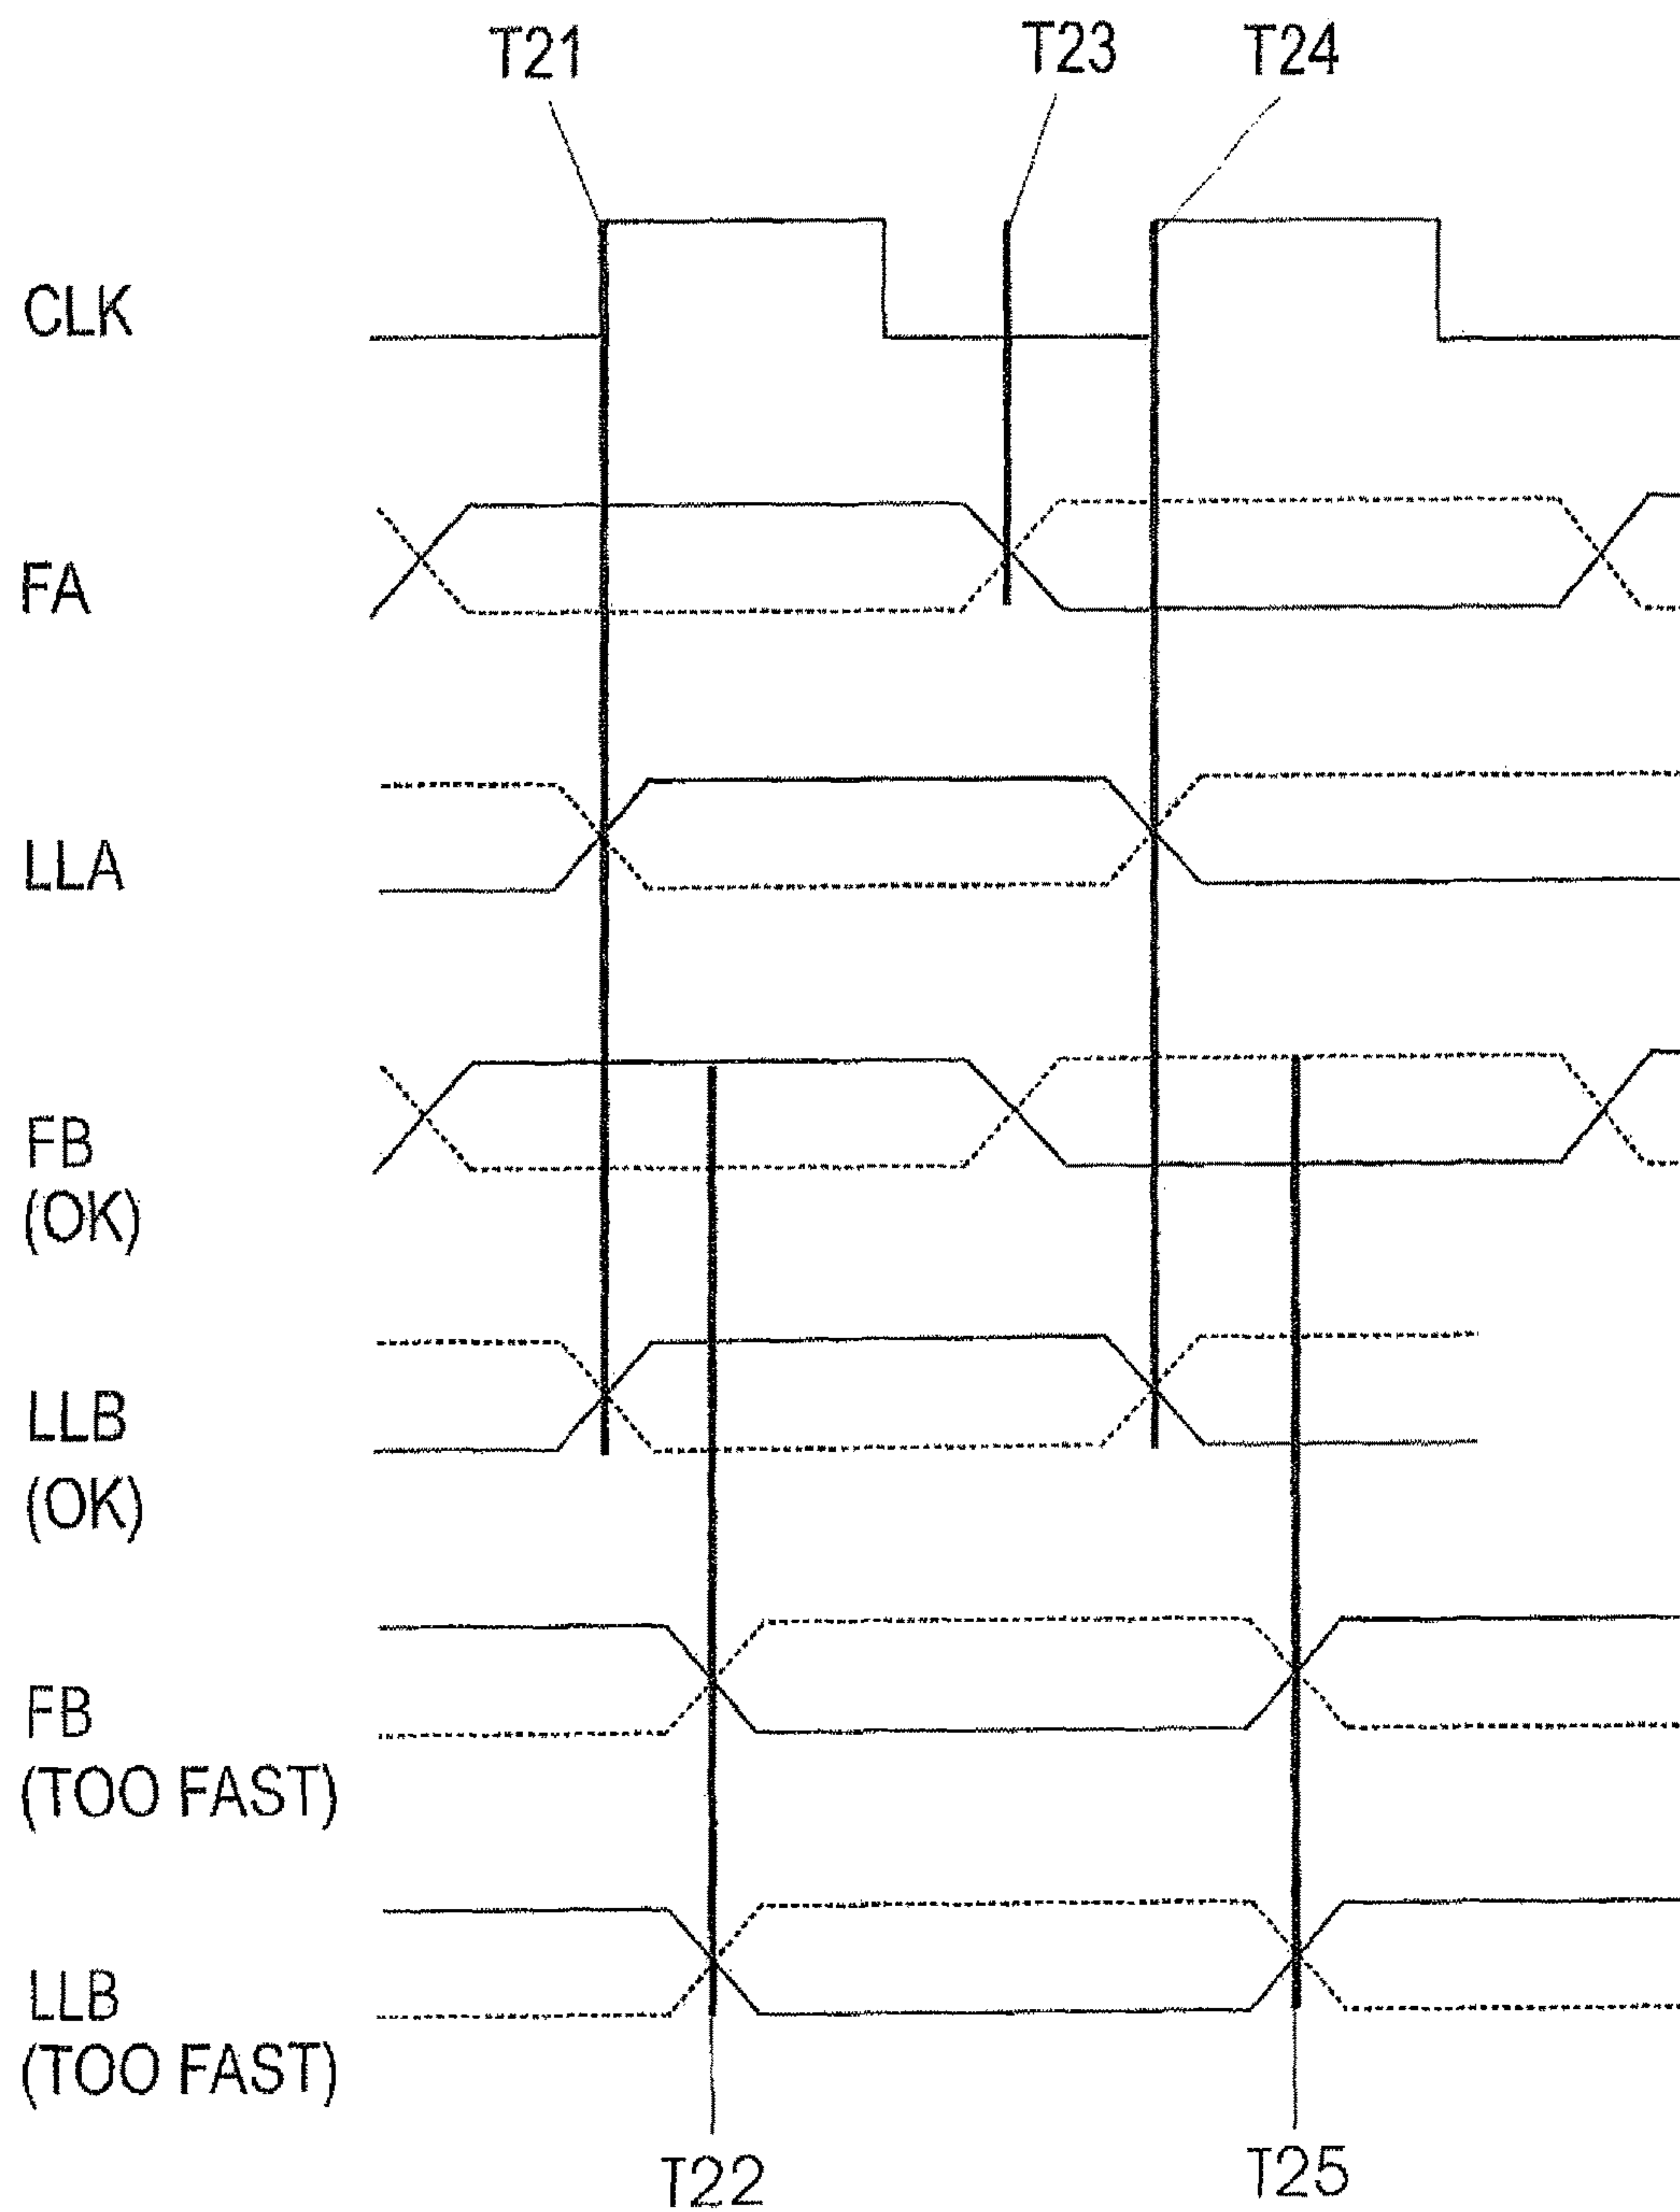 T21
T23
T24
CLK
FA
LLA
FB
(OK)
LLB
(OK)
FB
(TOO FAST)
LLB
(TOO FAST)
T22
T25